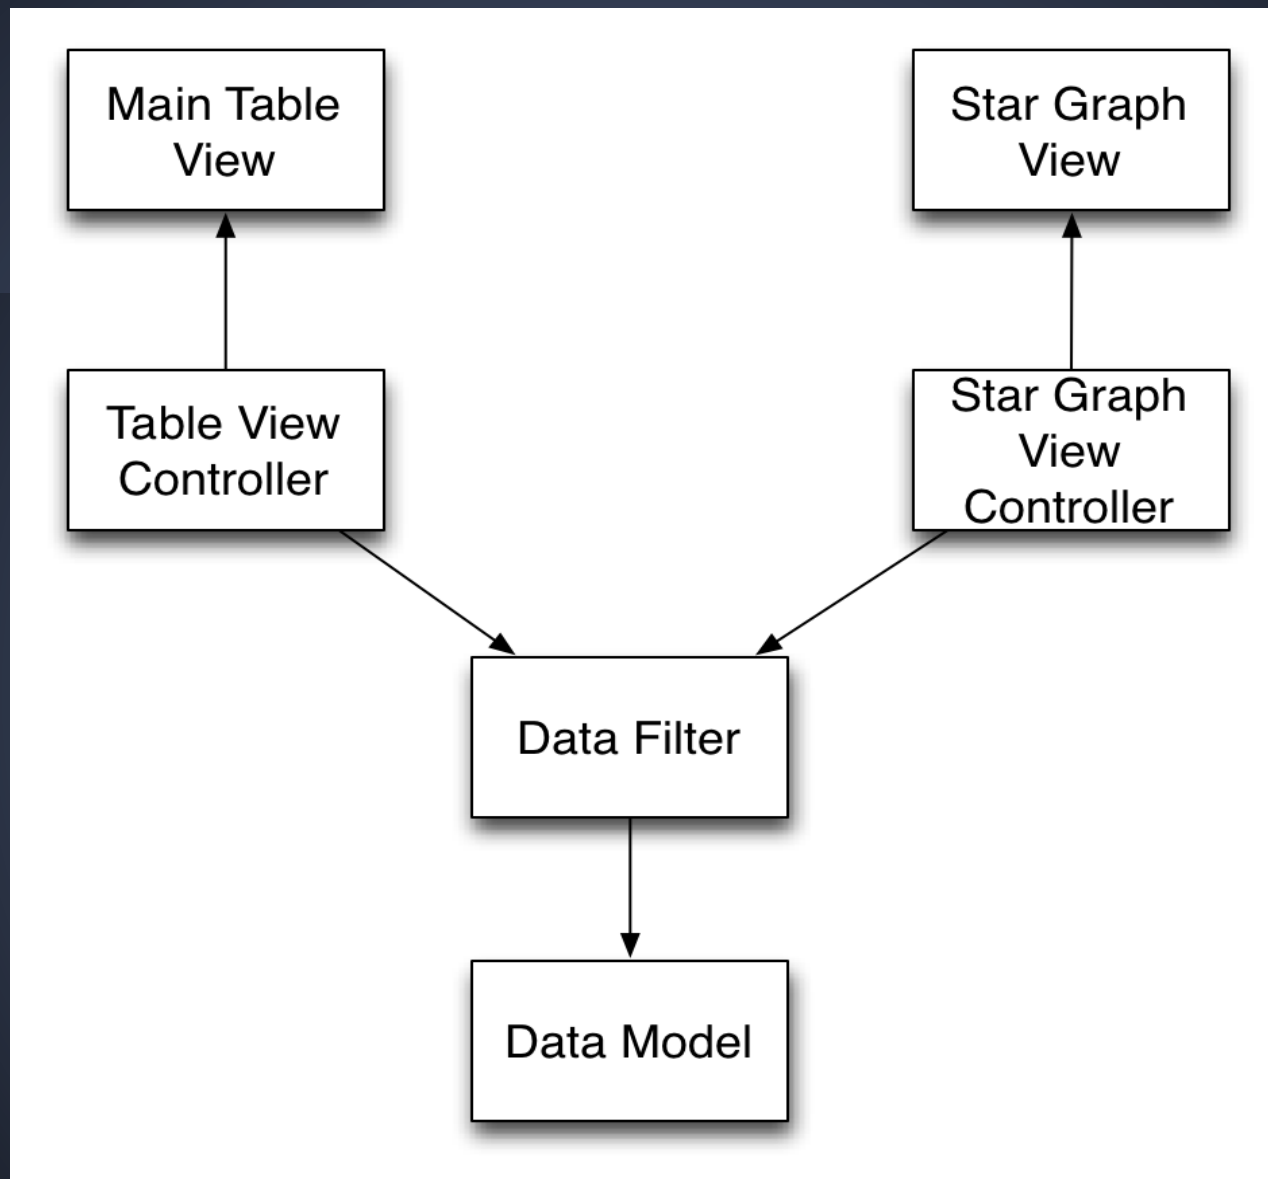 Main Table
View
Star Graph
View
Table View
Controller
Star Graph
View
Controller
Data Filter
Data Model